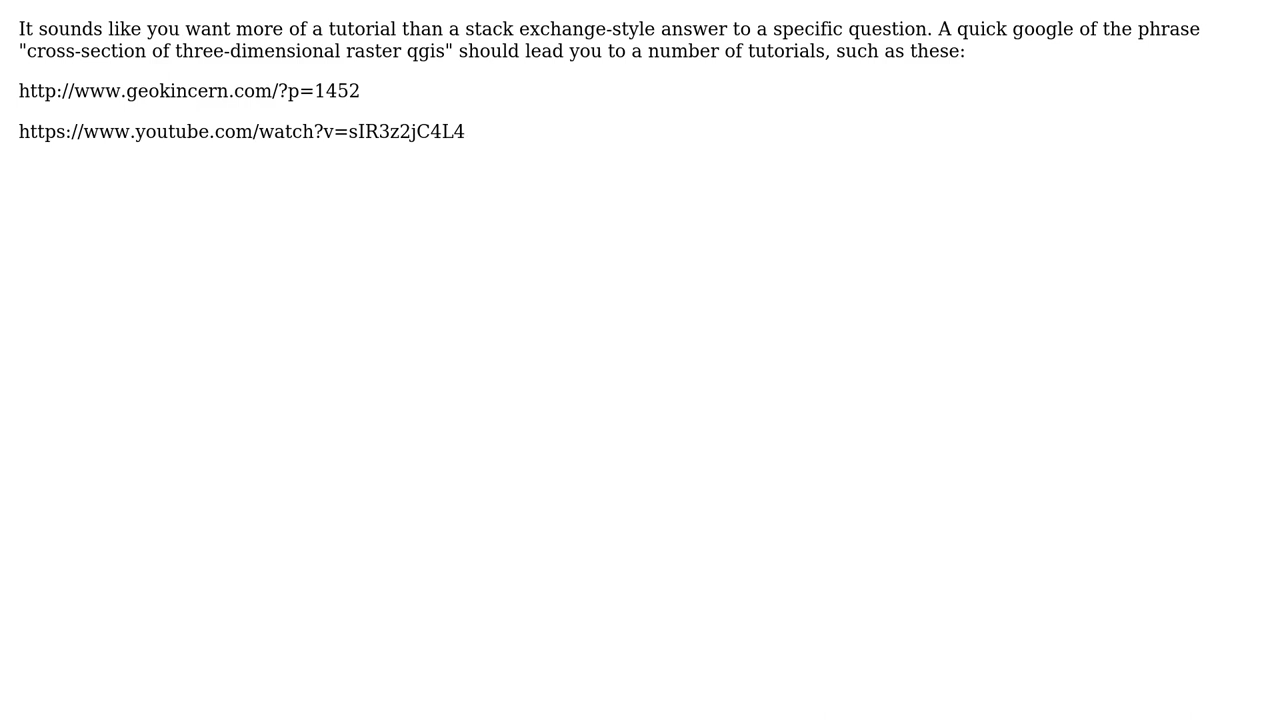 It sounds like you want more of a tutorial than a stack exchange-style answer to a specific question. A quick google of the phrase
"cross-section of three-dimensional raster qgis" should lead you to a number of tutorials, such as these:
http://www.geokincern.com/?p=1452
https://www.youtube.com/watch?v=sIR3z2jC4L4